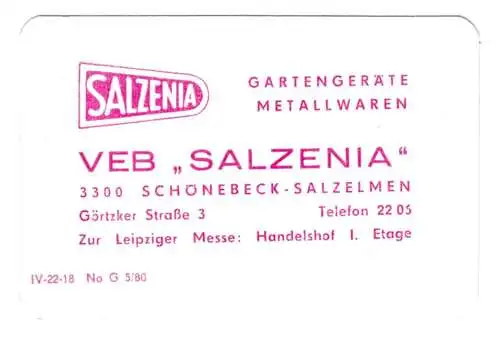 SALZENIA
GARTENGERÄTE
METALLWAREN
VEB „SALZENIA“
3300 SCHÖNEBECK-SALZELMEN
Görtzker Straße 3 Telefon 22 05
Zur Leipziger Messe: Handelshof I. Etage
IV-22-18 No G 5/80